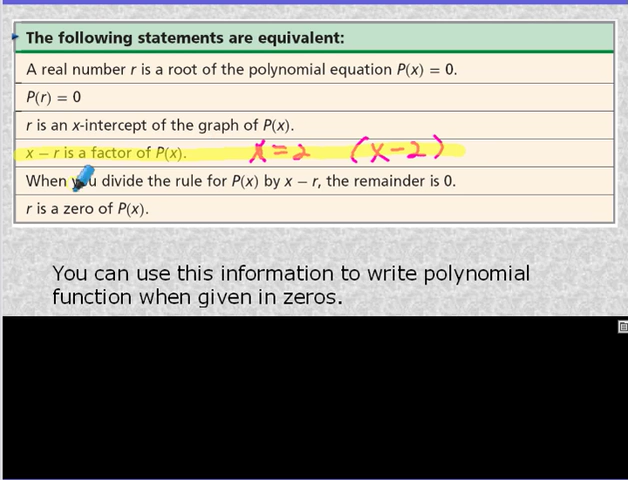 The following statements are equivalent:
A real number r is a root of the polynomial equation P(x) = 0.
P(r) = 0
r is an x-intercept of the graph of P(x).
x − r is a factor of P(x). x = 2 (x − 2)
When you divide the rule for P(x) by x − r, the remainder is 0.
r is a zero of P(x).
You can use this information to write polynomial
function when given in zeros.